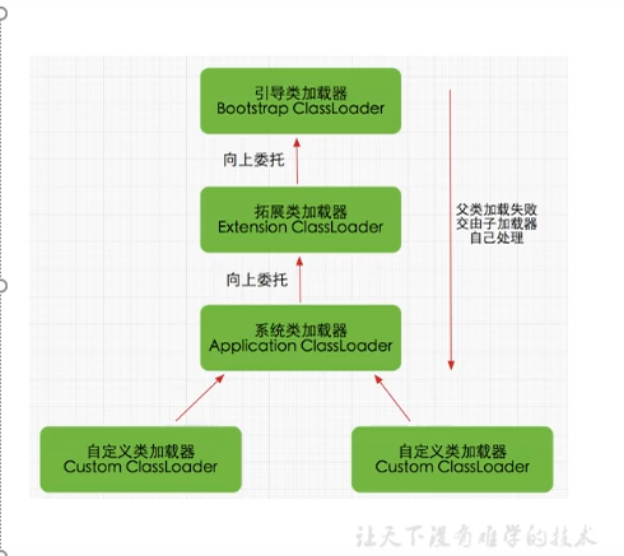 引导类加载器
Bootstrap ClassLoader
向上委托
拓展类加载器
Extension ClassLoader
父类加载失败
交由子加载器
自己处理
向上委托
系统类加载器
Application ClassLoader
自定义类加载器
Custom ClassLoader
自定义类加载器
Custom ClassLoader
让天下没有难学的技术